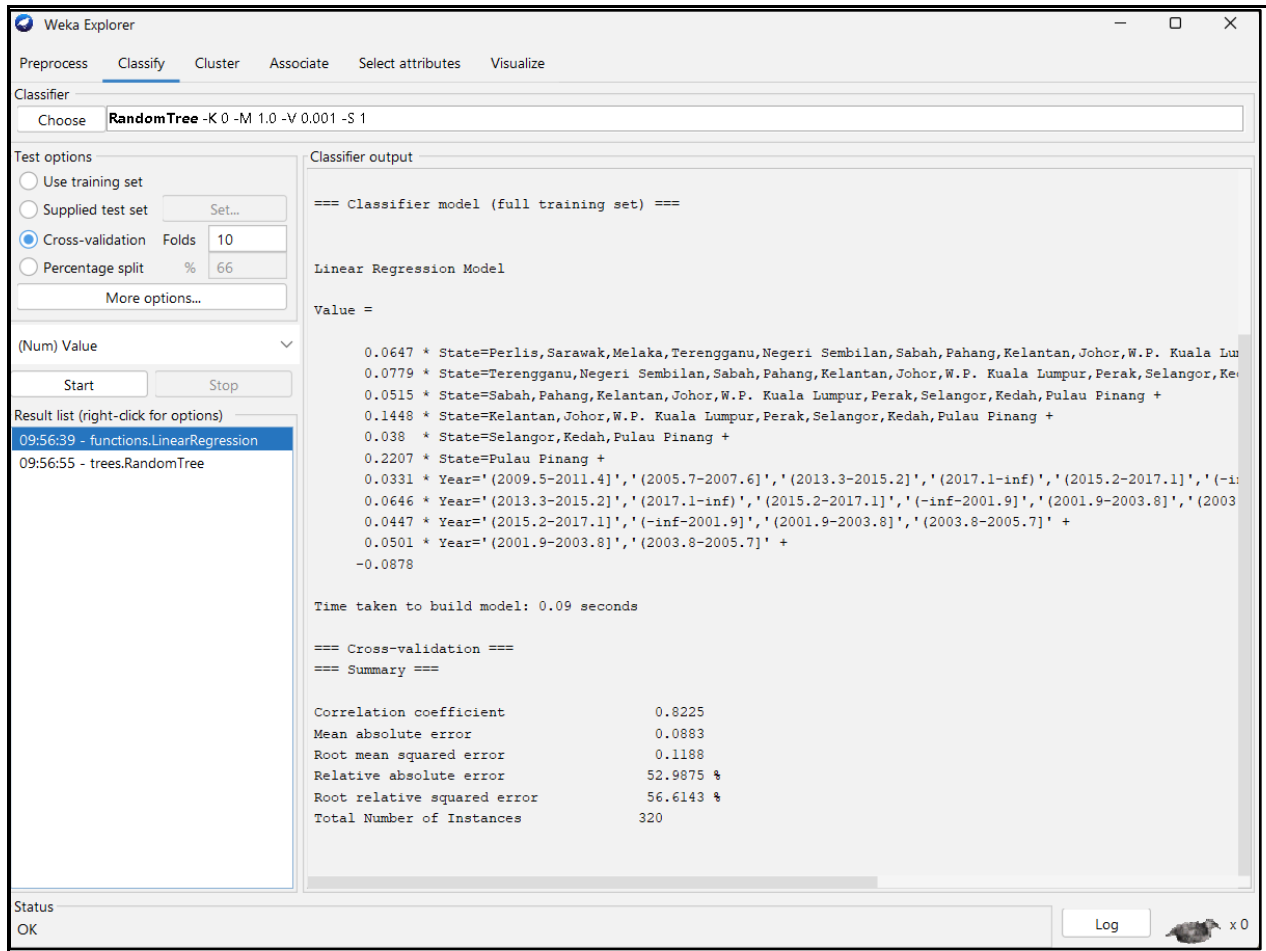 Weka Explorer
Preprocess Classify Cluster Associate Select attributes Visualize
Classifier
Choose RandomTree -K 0 -M 1.0 -V 0.001 -S 1
Test options
Use training set
Supplied test set Set...
Cross-validation Folds 10
Percentage split % 66
More options...
(Num) Value
Start Stop
Result list (right-click for options)
09:56:39 - functions.LinearRegression
09:56:55 - trees.RandomTree
Classifier output
=== Classifier model (full training set) ===
Linear Regression Model
Value =
0.0647 * State=Perlis,Sarawak,Melaka,Terengganu,Negeri Sembilan,Sabah,Pahang,Kelantan,Johor,W.P. Kuala Lum
0.0779 * State=Terengganu,Negeri Sembilan,Sabah,Pahang,Kelantan,Johor,W.P. Kuala Lumpur,Perak,Selangor,Ke
0.0515 * State=Sabah,Pahang,Kelantan,Johor,W.P. Kuala Lumpur,Perak,Selangor,Kedah,Pulau Pinang +
0.1448 * State=Kelantan,Johor,W.P. Kuala Lumpur,Perak,Selangor,Kedah,Pulau Pinang +
0.038 * State=Selangor,Kedah,Pulau Pinang +
0.2207 * State=Pulau Pinang +
0.0331 * Year='(2009.5-2011.4]','(2005.7-2007.6]','(2013.3-2015.2]','(2017.1-inf)','(2015.2-2017.1]','(-i
0.0646 * Year='(2013.3-2015.2]','(2017.1-inf)','(2015.2-2017.1]','(-inf-2001.9]','(2001.9-2003.8]','(2003
0.0447 * Year='(2015.2-2017.1]','(-inf-2001.9]','(2001.9-2003.8]','(2003.8-2005.7]' +
0.0501 * Year='(2001.9-2003.8]','(2003.8-2005.7]' +
-0.0878
Time taken to build model: 0.09 seconds
=== Cross-validation ===
=== Summary ===
Correlation coefficient 0.8225
Mean absolute error 0.0883
Root mean squared error 0.1188
Relative absolute error 52.9875 %
Root relative squared error 56.6143 %
Total Number of Instances 320
Status
OK
Log x 0